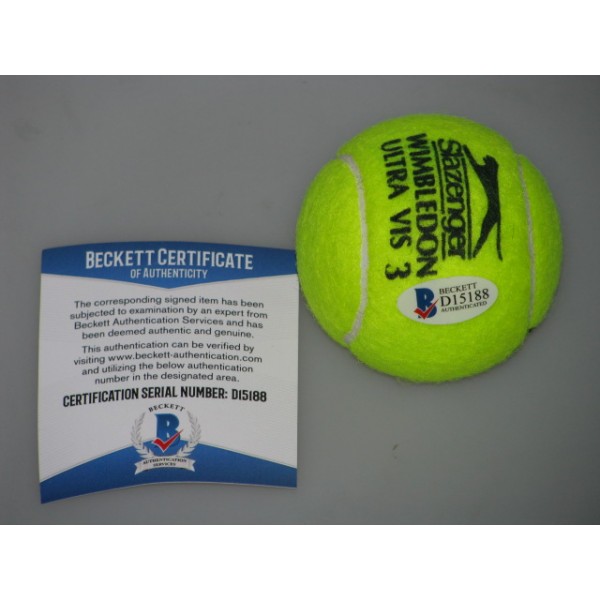 BECKETT CERTIFICATE
OF AUTHENTICITY
The corresponding signed item has been
subjected to examination by an expert from
Beckett Authentication Services and has
been deemed authentic and genuine.
This authentication can be verified by
visiting www.beckett-authentication.com
and utilizing the below authentication
number in the designated area.
CERTIFICATION SERIAL NUMBER: D15188
BECKETT
B
AUTHENTICATION
SERVICES
Slazenger
WIMBLEDON
ULTRA VIS 3
B
BECKETT
D15188
AUTHENTICATED